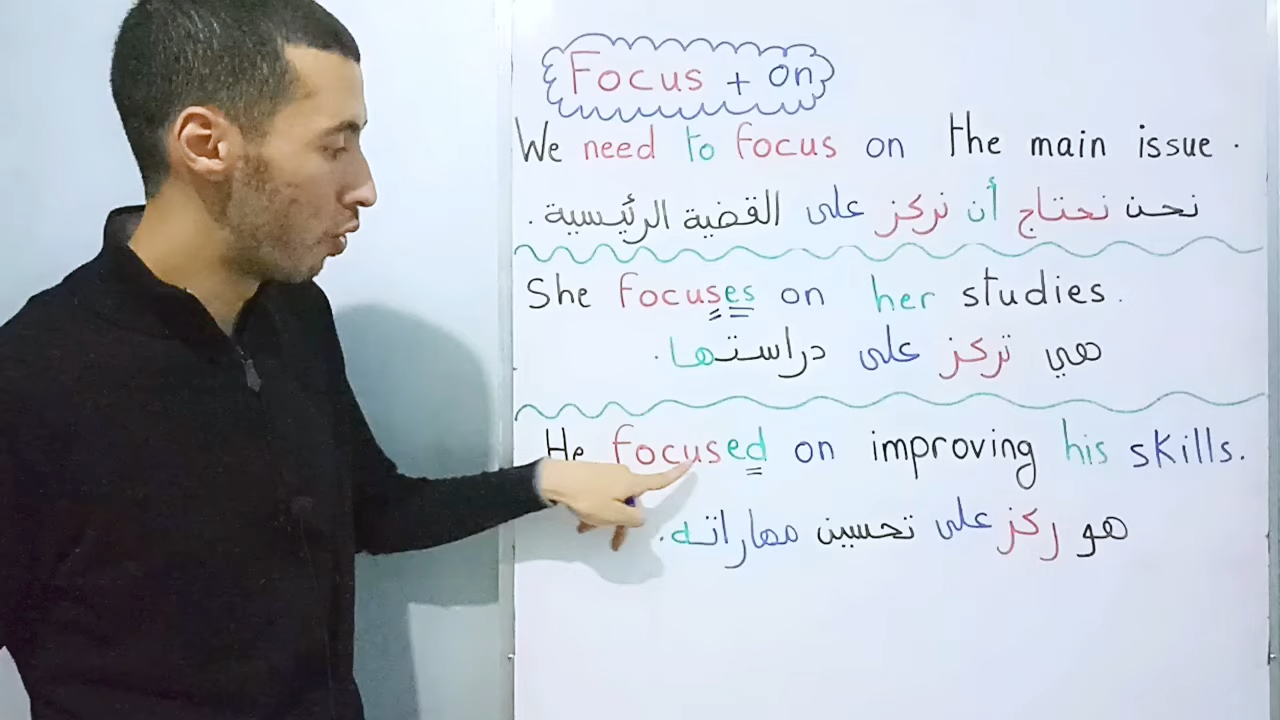 Focus + on
We need to focus on the main issue.
نحن نحتاج أن نركز على القضية الرئيسية.
She focuses on her studies.
هي تركز على دراستها.
He focused on improving his skills.
هو ركز على تحسين مهاراته.